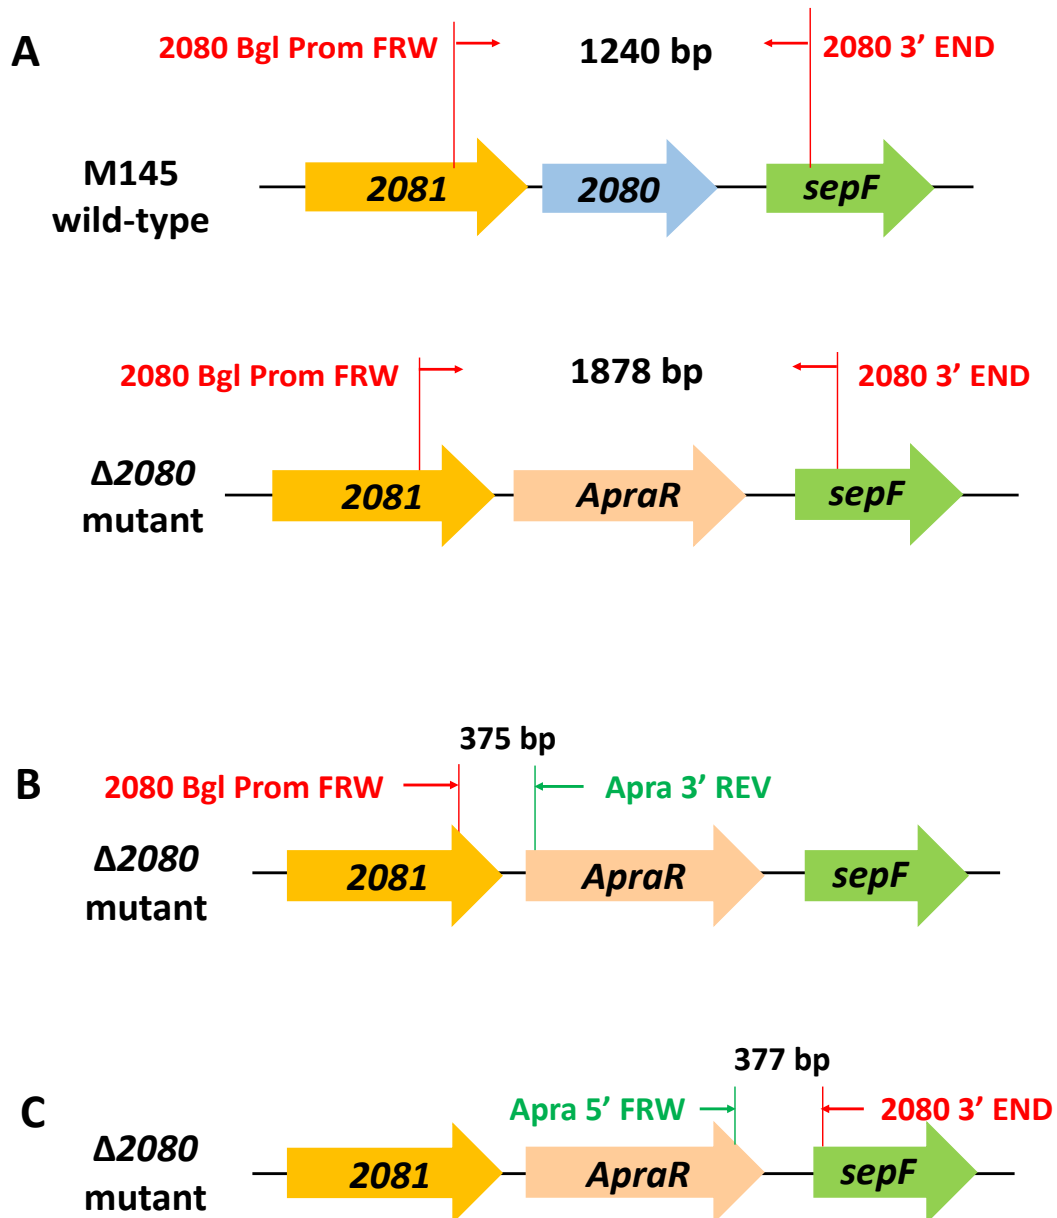 A
2080 Bgl Prom FRW
1240 bp
2080 3’ END
M145
wild-type
2081
2080
sepF
2080 Bgl Prom FRW
1878 bp
2080 3’ END
Δ2080
mutant
2081
ApraR
sepF
375 bp
B
2080 Bgl Prom FRW
Apra 3’ REV
Δ2080
mutant
2081
ApraR
sepF
377 bp
C
Apra 5’ FRW
2080 3’ END
Δ2080
mutant
2081
ApraR
sepF